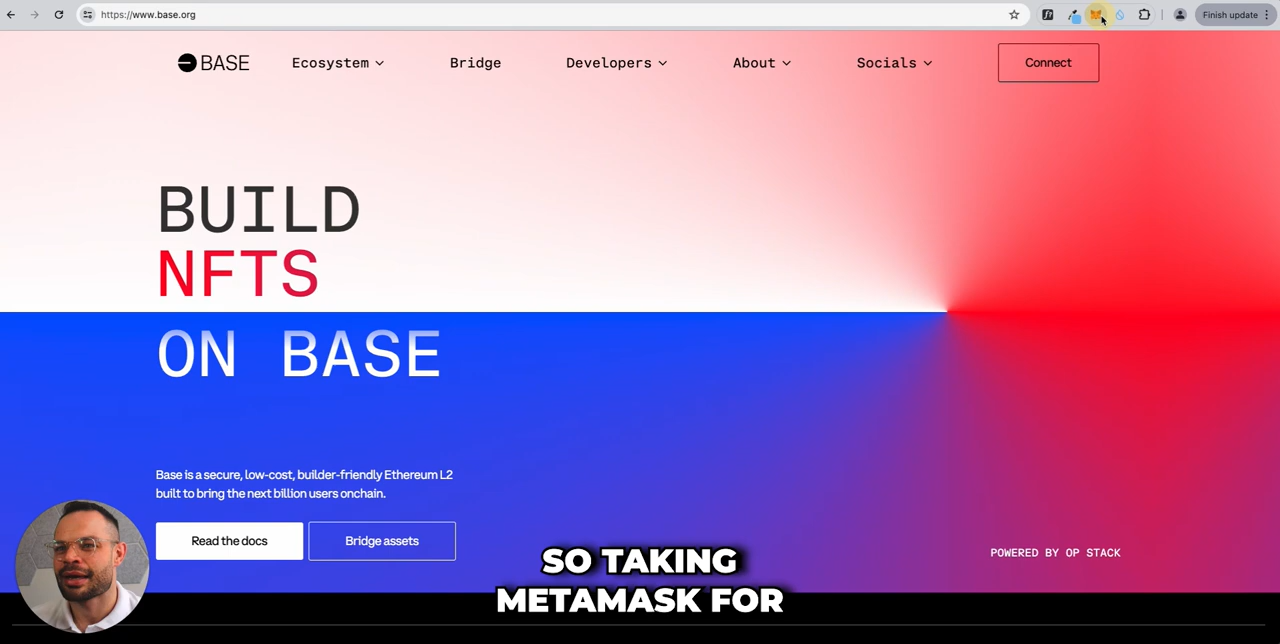 https://www.base.org
Finish update
BASE
Ecosystem
Bridge
Developers
About
Socials
Connect
BUILD
NFTS
ON BASE
Base is a secure, low-cost, builder-friendly Ethereum L2
built to bring the next billion users onchain.
Read the docs
Bridge assets
POWERED BY OP STACK
SO TAKING
METAMASK FOR